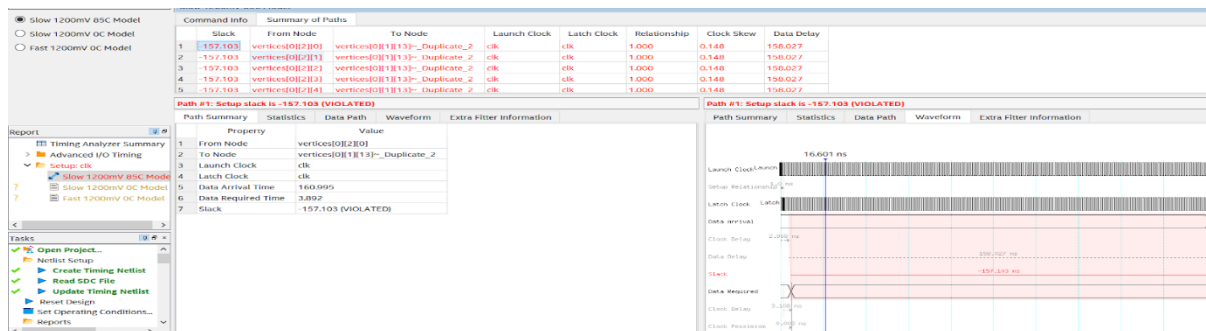 Slow 1200mV 85C Model
Slow 1200mV 0C Model
Fast 1200mV 0C Model
Command Info Summary of Paths
Slack From Node To Node Launch Clock Latch Clock Relationship Clock Skew Data Delay
1 -157.103 vertices[0][2][0] vertices[0][1][13]~_Duplicate_2 clk clk 1.000 0.148 158.027
2 -157.103 vertices[0][2][1] vertices[0][1][13]~_Duplicate_2 clk clk 1.000 0.148 158.027
3 -157.103 vertices[0][2][2] vertices[0][1][13]~_Duplicate_2 clk clk 1.000 0.148 158.027
4 -157.103 vertices[0][2][3] vertices[0][1][13]~_Duplicate_2 clk clk 1.000 0.148 158.027
5 -157.103 vertices[0][2][4] vertices[0][1][13]~_Duplicate_2 clk clk 1.000 0.148 158.027
Path #1: Setup slack is -157.103 (VIOLATED)
Path Summary Statistics Data Path Waveform Extra Fitter Information
Property Value
1 From Node vertices[0][2][0]
2 To Node vertices[0][1][13]~_Duplicate_2
3 Launch Clock clk
4 Latch Clock clk
5 Data Arrival Time 160.995
6 Data Required Time 3.892
7 Slack -157.103 (VIOLATED)
Path #1: Setup slack is -157.103 (VIOLATED)
Path Summary Statistics Data Path Waveform Extra Fitter Information
16.601 ns
Launch Clock Launch
Setup Relationship
Latch Clock Latch
Data Arrival
Clock Delay
Data Delay 158.027 ns
Slack -157.103 ns
Data Required
Clock Delay
Clock Pessimism
Report
Timing Analyzer Summary
Advanced I/O Timing
Setup: clk
Slow 1200mV 85C Mode
Slow 1200mV 0C Model
Fast 1200mV 0C Model
Tasks
Open Project...
Netlist Setup
Create Timing Netlist
Read SDC File
Update Timing Netlist
Reset Design
Set Operating Conditions...
Reports